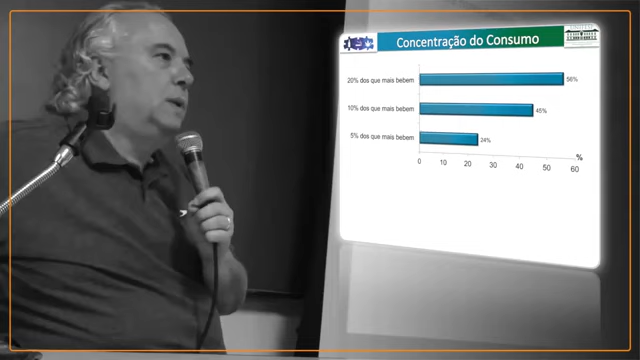 Concentração do Consumo
20% dos que mais bebem 56%
10% dos que mais bebem 45%
5% dos que mais bebem 24%
%
0 10 20 30 40 50 60